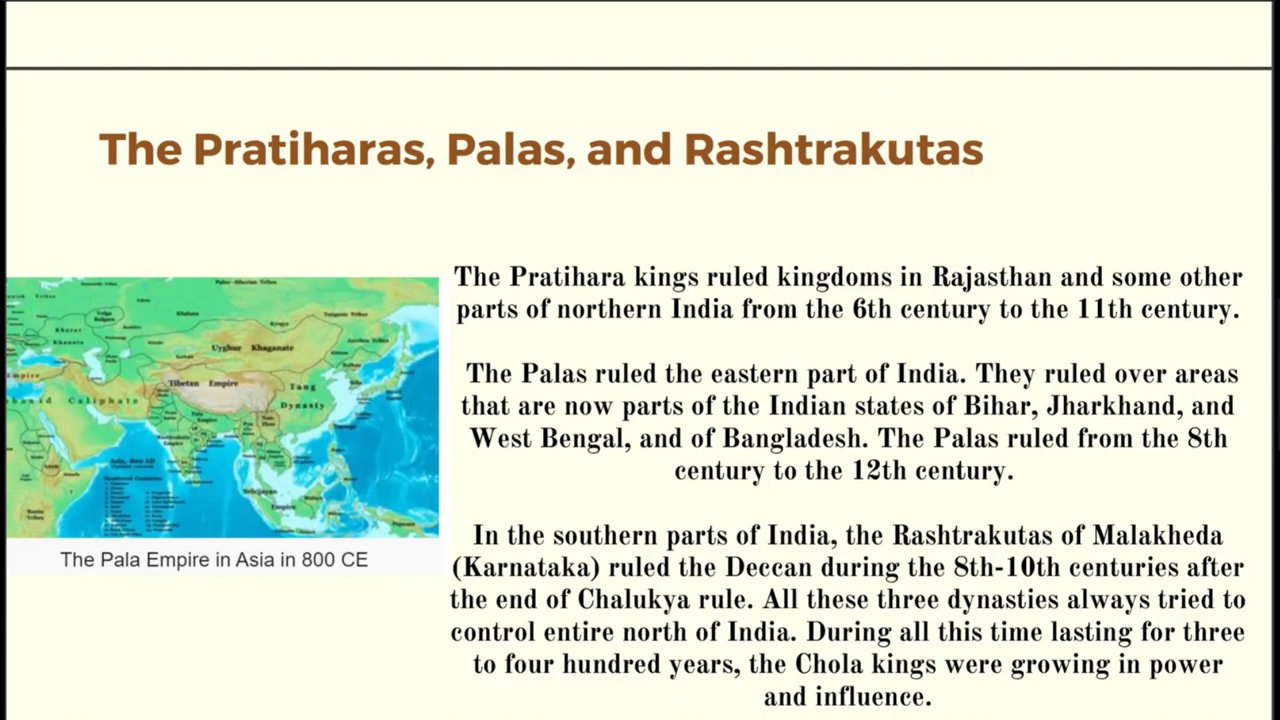 The Pratiharas, Palas, and Rashtrakutas
The Pratihara kings ruled kingdoms in Rajasthan and some other
parts of northern India from the 6th century to the 11th century.
The Palas ruled the eastern part of India. They ruled over areas
that are now parts of the Indian states of Bihar, Jharkhand, and
West Bengal, and of Bangladesh. The Palas ruled from the 8th
century to the 12th century.
In the southern parts of India, the Rashtrakutas of Malakheda
(Karnataka) ruled the Deccan during the 8th-10th centuries after
the end of Chalukya rule. All these three dynasties always tried to
control entire north of India. During all this time lasting for three
to four hundred years, the Chola kings were growing in power
and influence.
Uyghur Khaganate
Tibetan Empire
Tang
Dynasty
Caliphate
Asia, 800 AD
Srivijayan
Empire
The Pala Empire in Asia in 800 CE